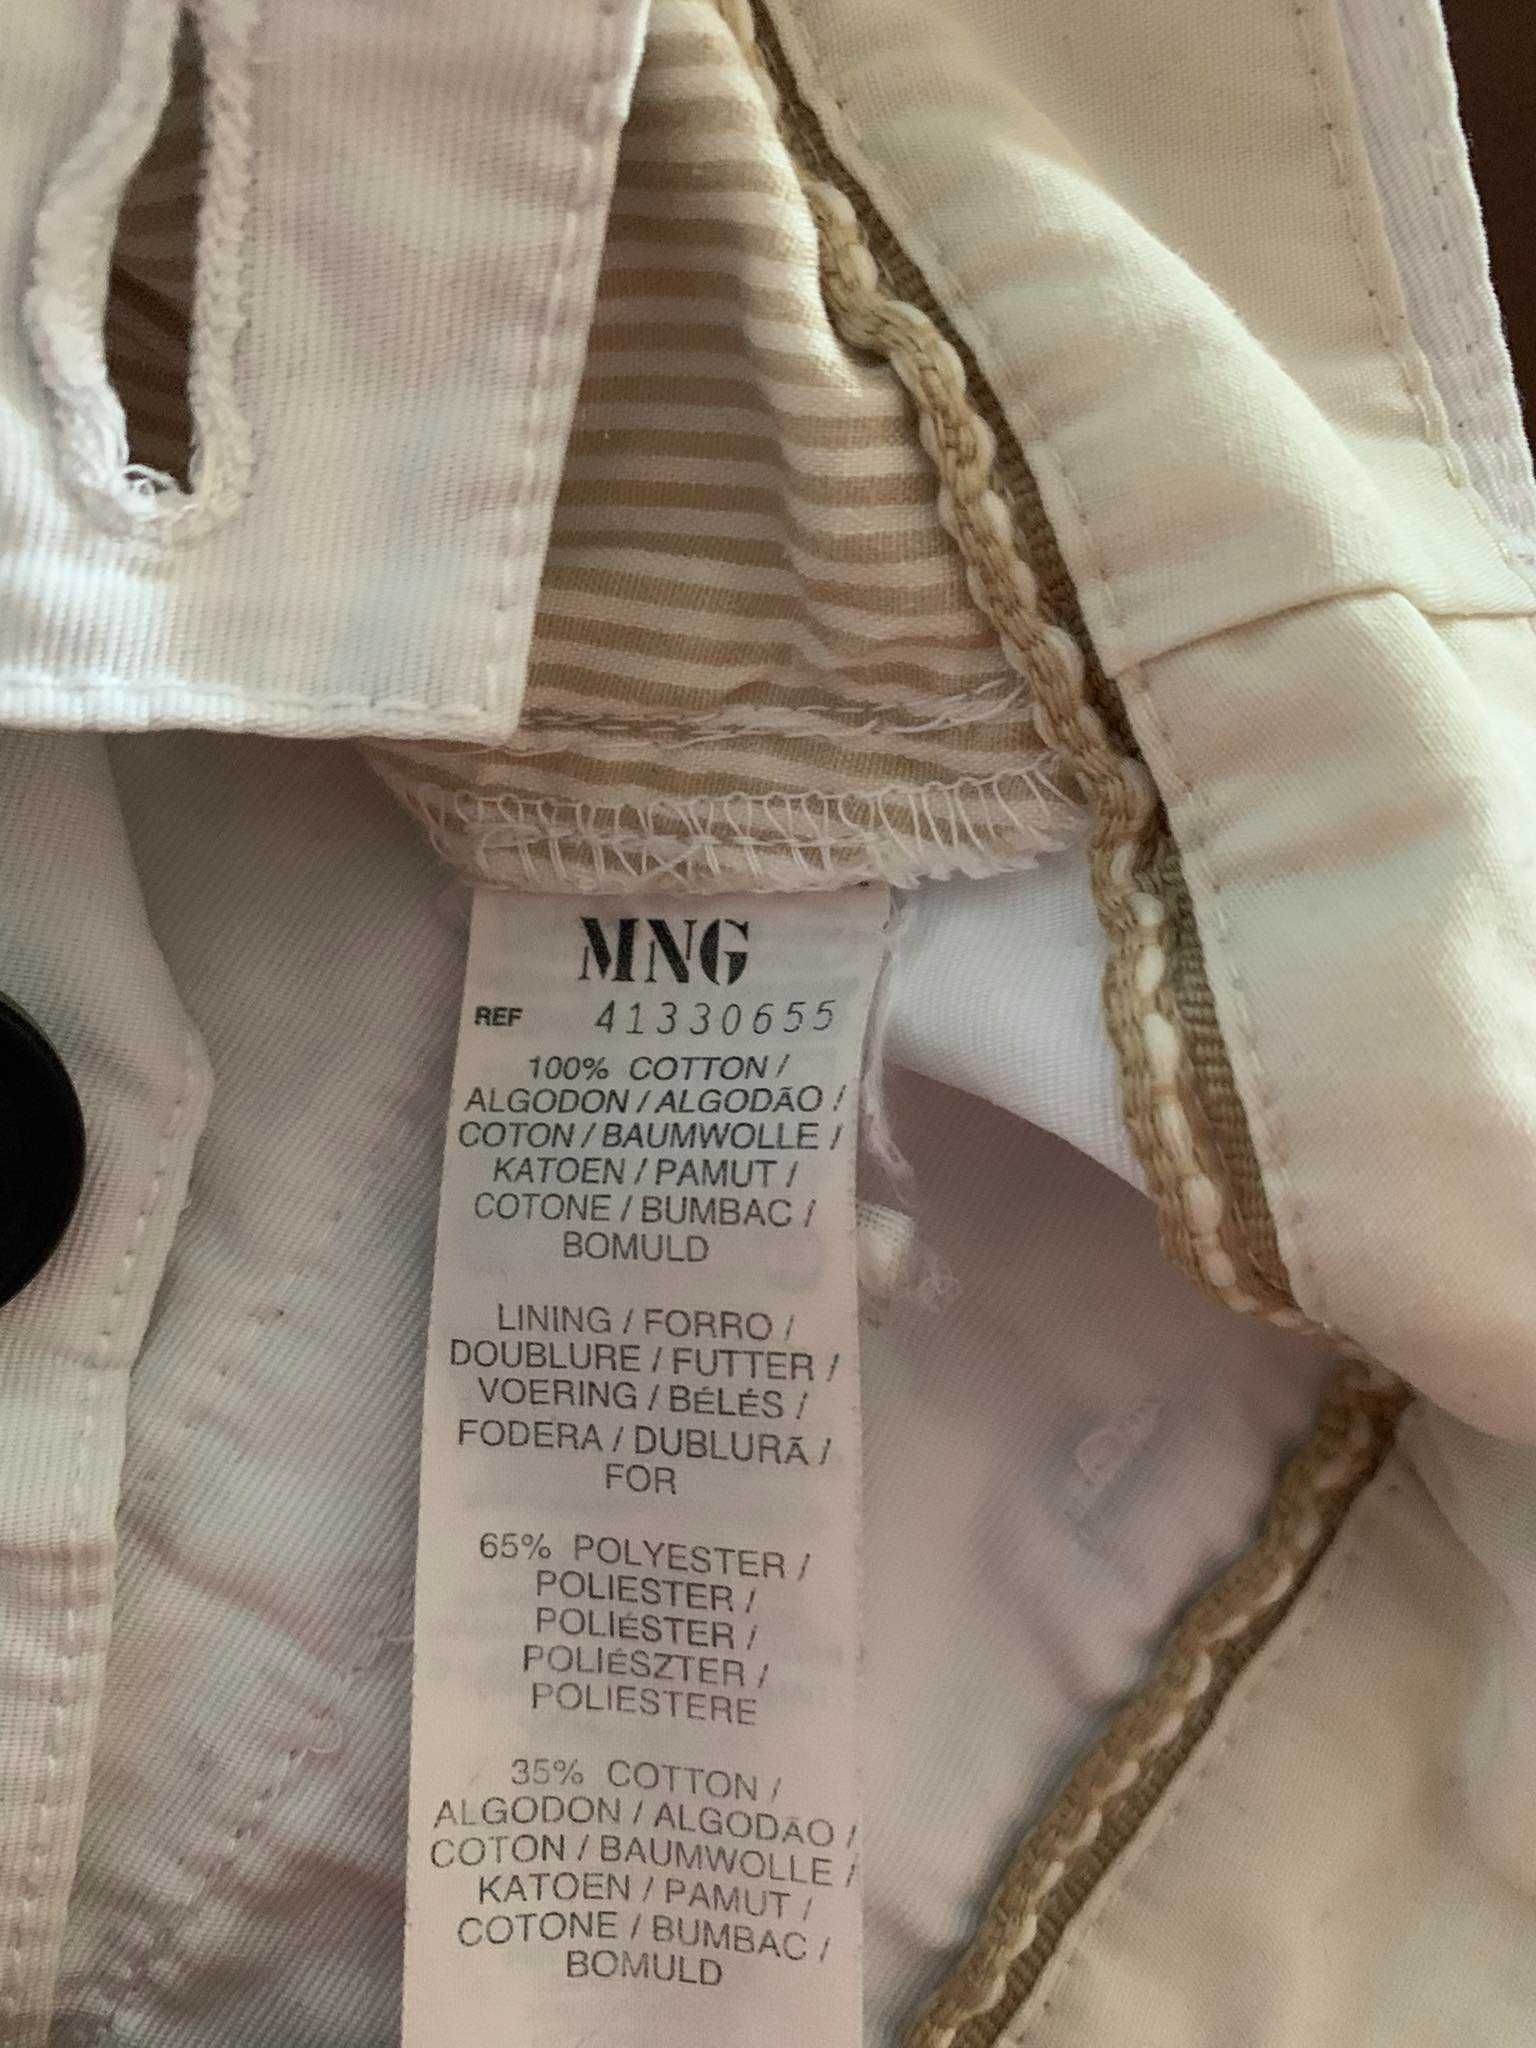 MNG
REF 41330655
100% COTTON /
ALGODON / ALGODÃO /
COTON / BAUMWOLLE /
KATOEN / PAMUT /
COTONE / BUMBAC /
BOMULD
LINING / FORRO /
DOUBLURE / FUTTER /
VOERING / BÉLÉS /
FODERA / DUBLURÃ /
FOR
65% POLYESTER /
POLIESTER /
POLIÉSTER /
POLIÉSZTER /
POLIESTERE
35% COTTON /
ALGODON / ALGODÃO /
COTON / BAUMWOLLE /
KATOEN / PAMUT /
COTONE / BUMBAC /
BOMULD